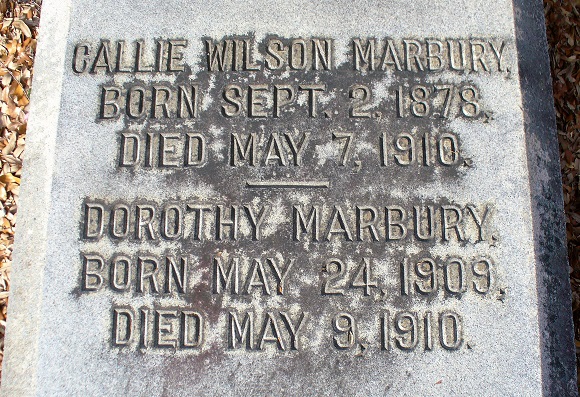 CALLIE WILSON MARBURY,
BORN SEPT. 2, 1878,
DIED MAY 7, 1910.
DOROTHY MARBURY,
BORN MAY 24, 1909,
DIED MAY 9, 1910.